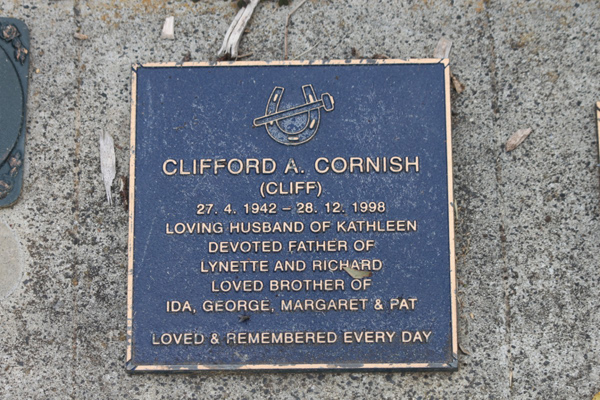 CLIFFORD A. CORNISH
(CLIFF)
27. 4. 1942 – 28. 12. 1998
LOVING HUSBAND OF KATHLEEN
DEVOTED FATHER OF
LYNETTE AND RICHARD
LOVED BROTHER OF
IDA, GEORGE, MARGARET & PAT
LOVED & REMEMBERED EVERY DAY